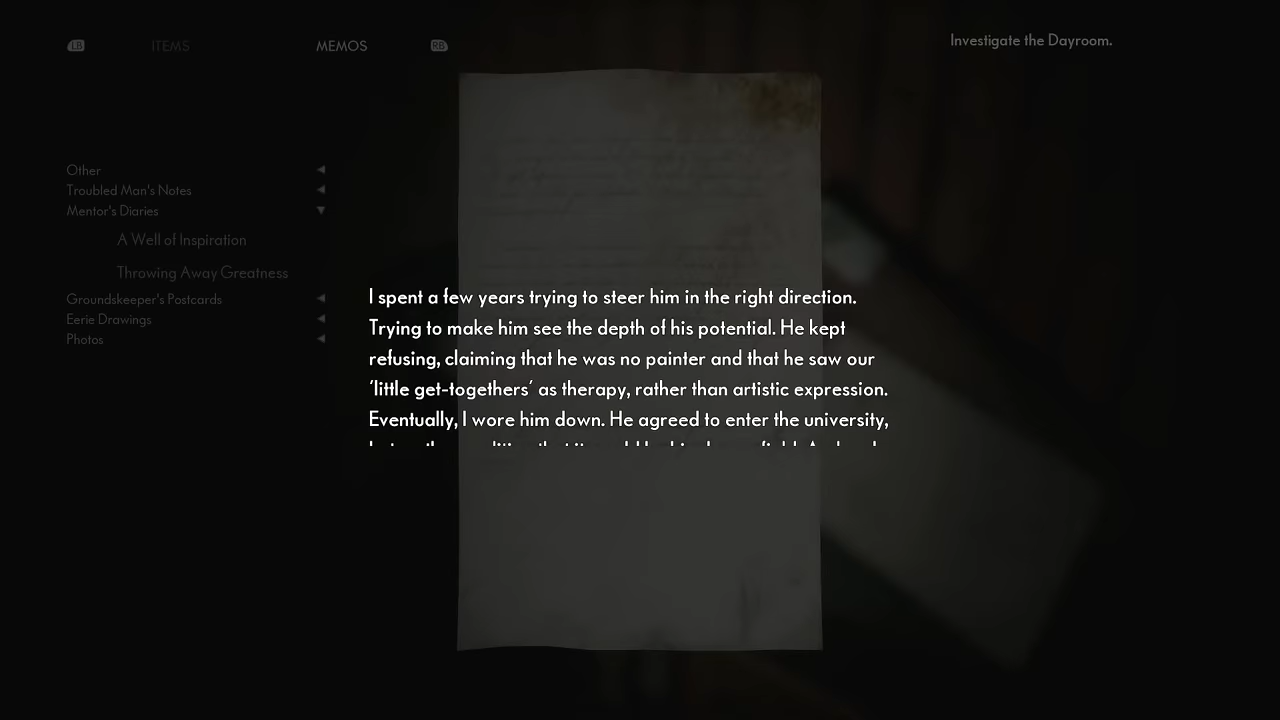 LB ITEMS MEMOS RB
Investigate the Dayroom.
Other
Troubled Man's Notes
Mentor's Diaries
A Well of Inspiration
Throwing Away Greatness
Groundskeeper's Postcards
Eerie Drawings
Photos
I spent a few years trying to steer him in the right direction.
Trying to make him see the depth of his potential. He kept
refusing, claiming that he was no painter and that he saw our
'little get-togethers' as therapy, rather than artistic expression.
Eventually, I wore him down. He agreed to enter the university,